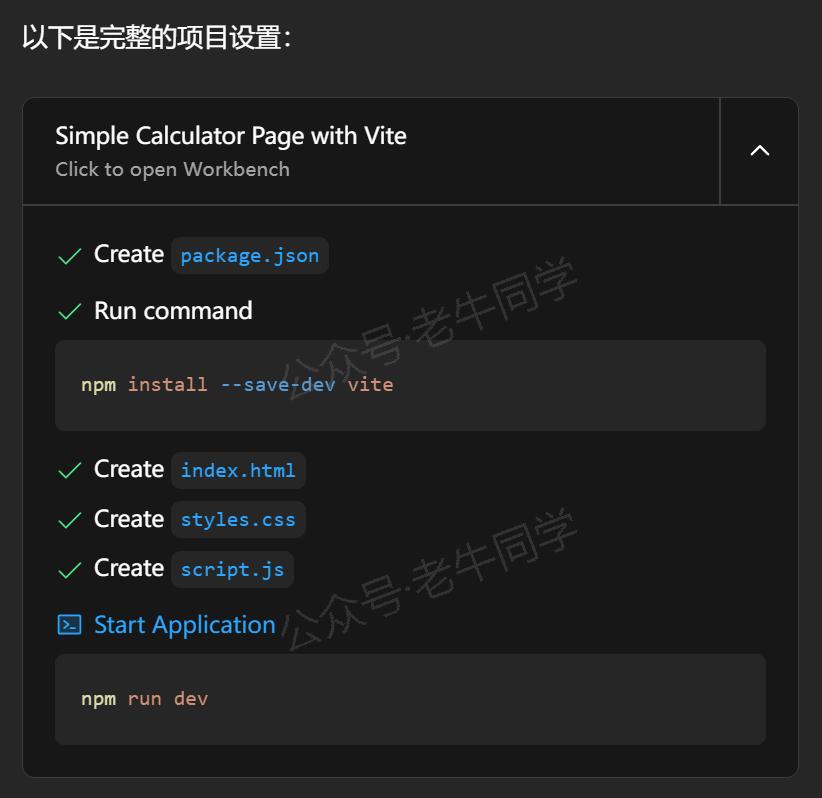 以下是完整的项目设置：
Simple Calculator Page with Vite
Click to open Workbench
Create package.json
Run command
npm install --save-dev vite
Create index.html
Create styles.css
Create script.js
Start Application
npm run dev
公众号·老牛同学
公众号·老牛同学